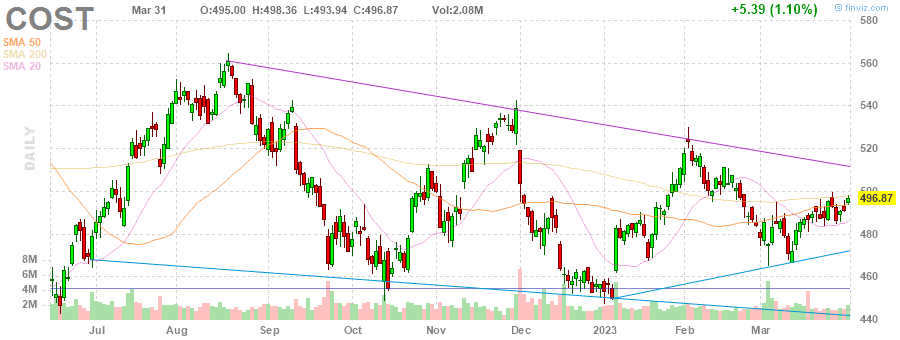 COST
Mar 31 O:495.00 H:498.36 L:493.94 C:496.87 Vol:2.08M
+5.39 (1.10%)
finviz.com
SMA 50
SMA 200
SMA 20
DAILY
580
560
540
520
500
496.87
480
460
440
8M
6M
4M
2M
Jul Aug Sep Oct Nov Dec 2023 Feb Mar